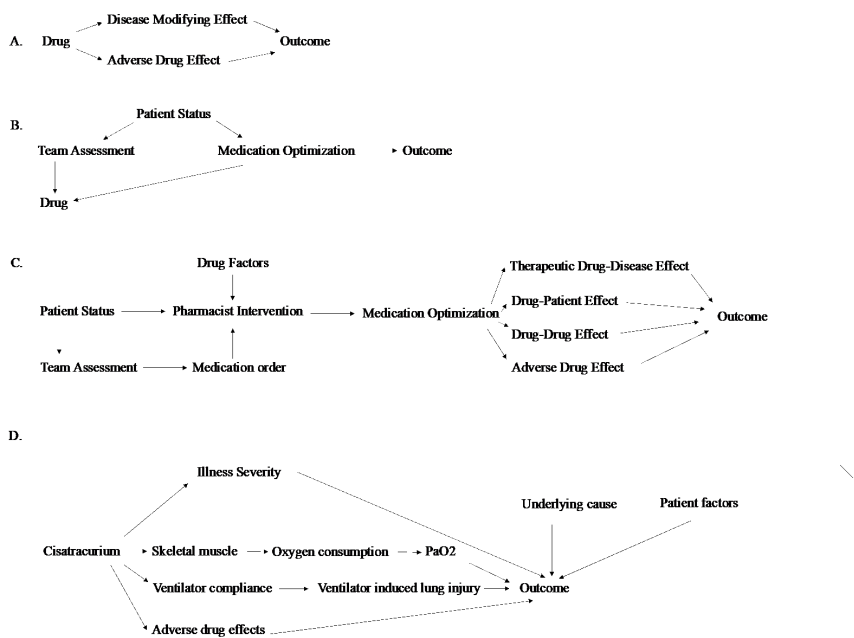 A.
Disease Modifying Effect
Drug
Outcome
Adverse Drug Effect
B.
Patient Status
Team Assessment
Medication Optimization
Outcome
Drug
C.
Drug Factors
Therapeutic Drug-Disease Effect
Patient Status
Pharmacist Intervention
Medication Optimization
Drug-Patient Effect
Outcome
Drug-Drug Effect
Team Assessment
Medication order
Adverse Drug Effect
D.
Illness Severity
Underlying cause
Patient factors
Cisatracurium
Skeletal muscle
Oxygen consumption
PaO2
Ventilator compliance
Ventilator induced lung injury
Outcome
Adverse drug effects